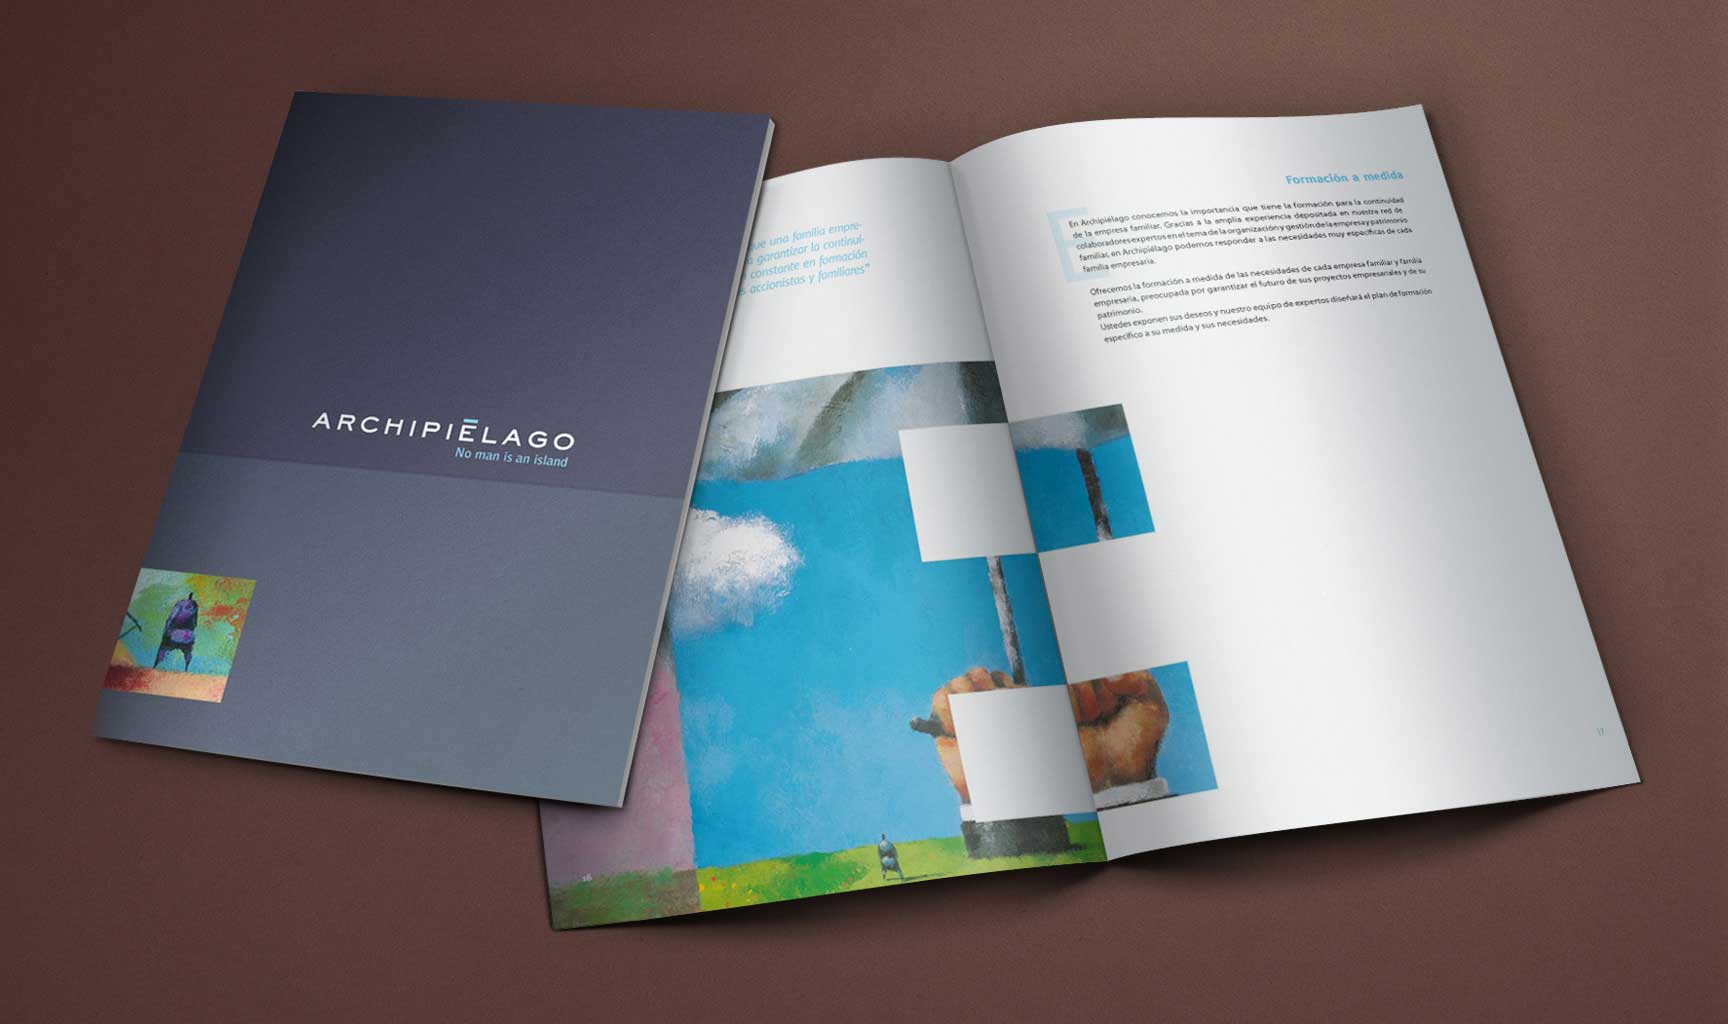 ARCHIPIÉLAGO
No man is an island
que una familia empre-
garantizar la continui-
constante en formación
accionistas y familiares"
16
Formación a medida
En Archipiélago conocemos la importancia que tiene la formación para la continuidad
de la empresa familiar. Gracias a la amplia experiencia depositada en nuestra red de
colaboradores expertos en el tema de la organización y gestión de la empresa y patrimonio
familiar, en Archipiélago podemos responder a las necesidades muy específicas de cada
familia empresaria.
Ofrecemos la formación a medida de las necesidades de cada empresa familiar y familia
empresaria, preocupada por garantizar el futuro de sus proyectos empresariales y de su
patrimonio.
Ustedes exponen sus deseos y nuestro equipo de expertos diseñará el plan de formación
específico a su medida y sus necesidades.
17